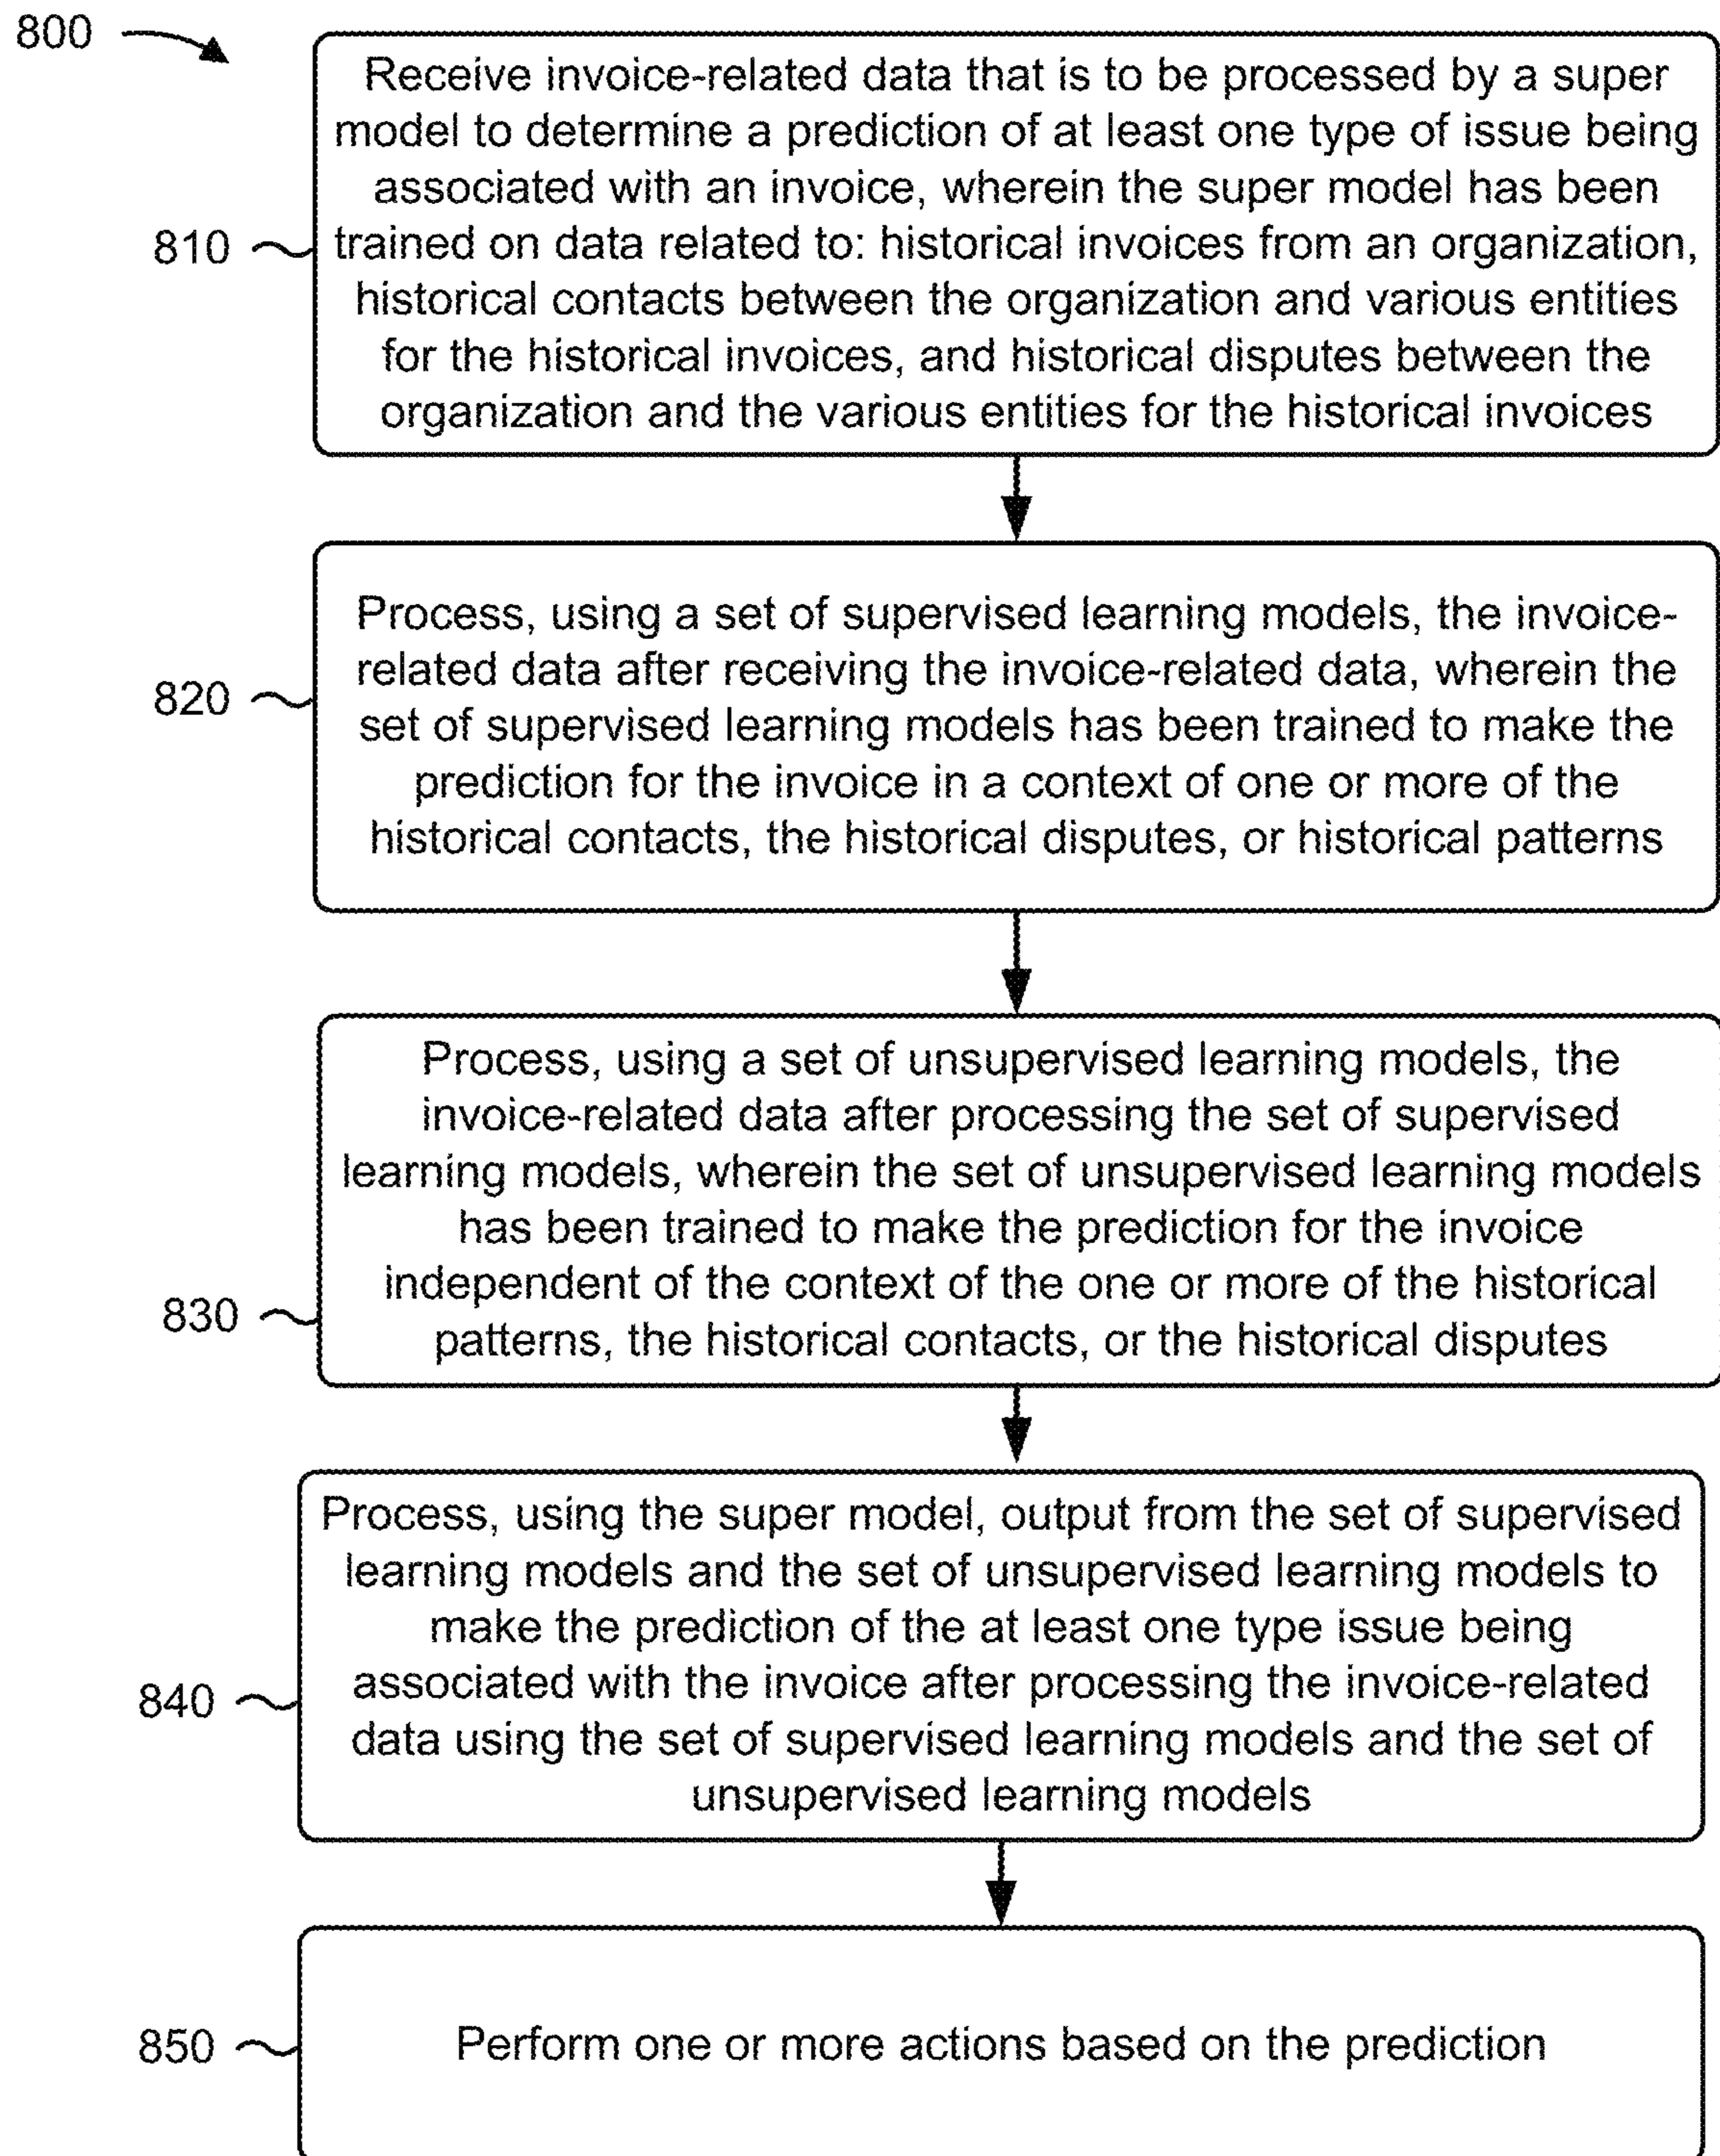 800
Receive invoice-related data that is to be processed by a super
model to determine a prediction of at least one type of issue being
associated with an invoice, wherein the super model has been
810
trained on data related to: historical invoices from an organization,
historical contacts between the organization and various entities
for the historical invoices, and historical disputes between the
organization and the various entities for the historical invoices
Process, using a set of supervised learning models, the invoice-
related data after receiving the invoice-related data, wherein the
820
set of supervised learning models has been trained to make the
prediction for the invoice in a context of one or more of the
historical contacts, the historical disputes, or historical patterns
Process, using a set of unsupervised learning models, the
invoice-related data after processing the set of supervised
learning models, wherein the set of unsupervised learning models
has been trained to make the prediction for the invoice
independent of the context of the one or more of the historical
830
patterns, the historical contacts, or the historical disputes
Process, using the super model, output from the set of supervised
learning models and the set of unsupervised learning models to
make the prediction of the at least one type issue being
associated with the invoice after processing the invoice-related
840
data using the set of supervised learning models and the set of
unsupervised learning models
850
Perform one or more actions based on the prediction